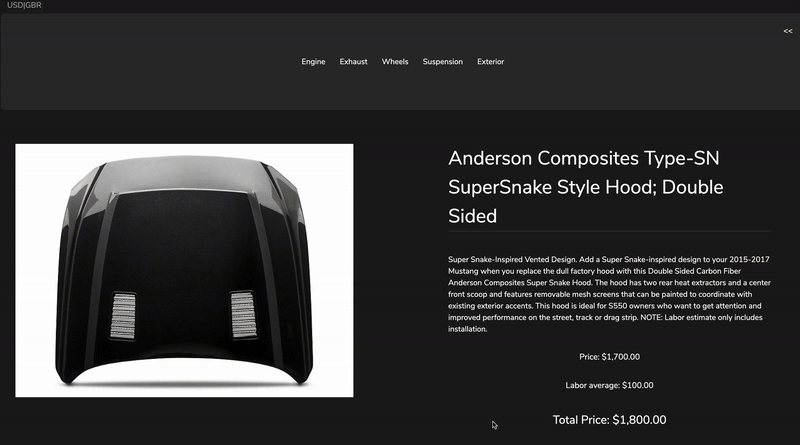 USD|GBR
<<
Engine Exhaust Wheels Suspension Exterior
Anderson Composites Type-SN
SuperSnake Style Hood; Double
Sided
Super Snake-Inspired Vented Design. Add a Super Snake-inspired design to your 2015-2017
Mustang when you replace the dull factory hood with this Double Sided Carbon Fiber
Anderson Composites Super Snake Hood. The hood has two rear heat extractors and a center
front scoop and features removable mesh screens that can be painted to coordinate with
existing exterior accents. This hood is ideal for S550 owners who want to get attention and
improved performance on the street, track or drag strip. NOTE: Labor estimate only includes
installation.
Price: $1,700.00
Labor average: $100.00
Total Price: $1,800.00